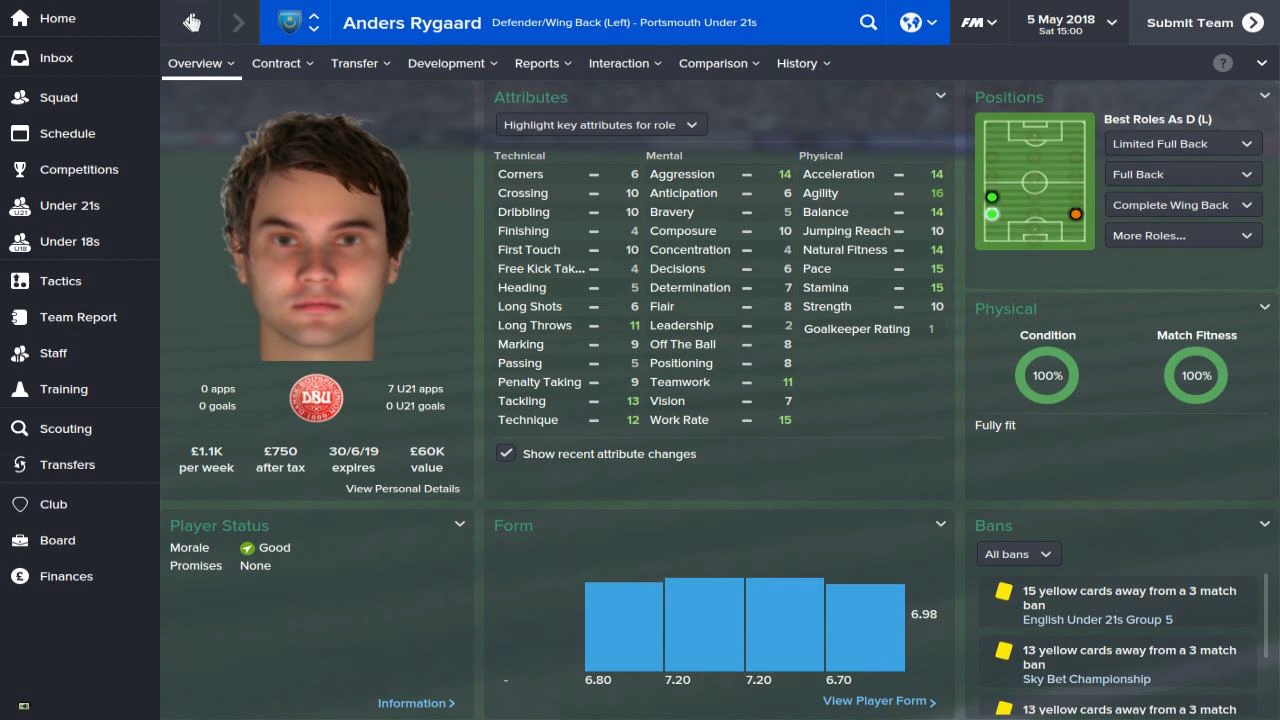 Home
Inbox
Squad
Schedule
Competitions
U21
Under 21s
U18
Under 18s
Tactics
Team Report
Staff
Training
Scouting
Transfers
Club
Board
Finances
Anders Rygaard
Defender/Wing Back (Left) - Portsmouth Under 21s
FM
5 May 2018
Sat 15:00
Submit Team
Overview
Contract
Transfer
Development
Reports
Interaction
Comparison
History
?
0 apps
0 goals
DANSK BOLDSPIL UNION
DBU
1889
7 U21 apps
0 U21 goals
£1.1K
per week
£750
after tax
30/6/19
expires
£60K
value
View Personal Details
Attributes
Highlight key attributes for role
Technical
Corners – 6
Crossing – 10
Dribbling – 10
Finishing – 4
First Touch – 10
Free Kick Tak... – 4
Heading – 5
Long Shots – 6
Long Throws – 11
Marking – 9
Passing – 5
Penalty Taking – 9
Tackling – 13
Technique – 12
Mental
Aggression – 14
Anticipation – 6
Bravery – 5
Composure – 10
Concentration – 4
Decisions – 6
Determination – 7
Flair – 8
Leadership – 2
Off The Ball – 8
Positioning – 8
Teamwork – 11
Vision – 7
Work Rate – 15
Physical
Acceleration – 14
Agility – 16
Balance – 14
Jumping Reach – 10
Natural Fitness – 14
Pace – 15
Stamina – 15
Strength – 10
Goalkeeper Rating 1
Show recent attribute changes
Positions
Best Roles As D (L)
Limited Full Back
Full Back
Complete Wing Back
More Roles...
Physical
Condition
100%
Match Fitness
100%
Fully fit
Player Status
Morale Good
Promises None
Information >
Form
6.98
- 6.80 7.20 7.20 6.70
View Player Form >
Bans
All bans
15 yellow cards away from a 3 match
ban
English Under 21s Group 5
13 yellow cards away from a 3 match
ban
Sky Bet Championship
13 yellow cards away from a 3 match